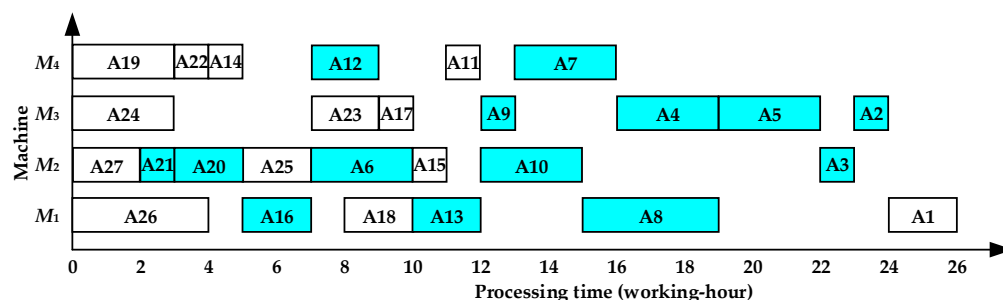 M4 A19 A22 A14 A12 A11 A7
M3 A24 A23 A17 A9 A4 A5 A2
M2 A27 A21 A20 A25 A6 A15 A10 A3
M1 A26 A16 A18 A13 A8 A1
Machine
0 2 4 6 8 10 12 14 16 18 20 22 24 26
Processing time (working-hour)